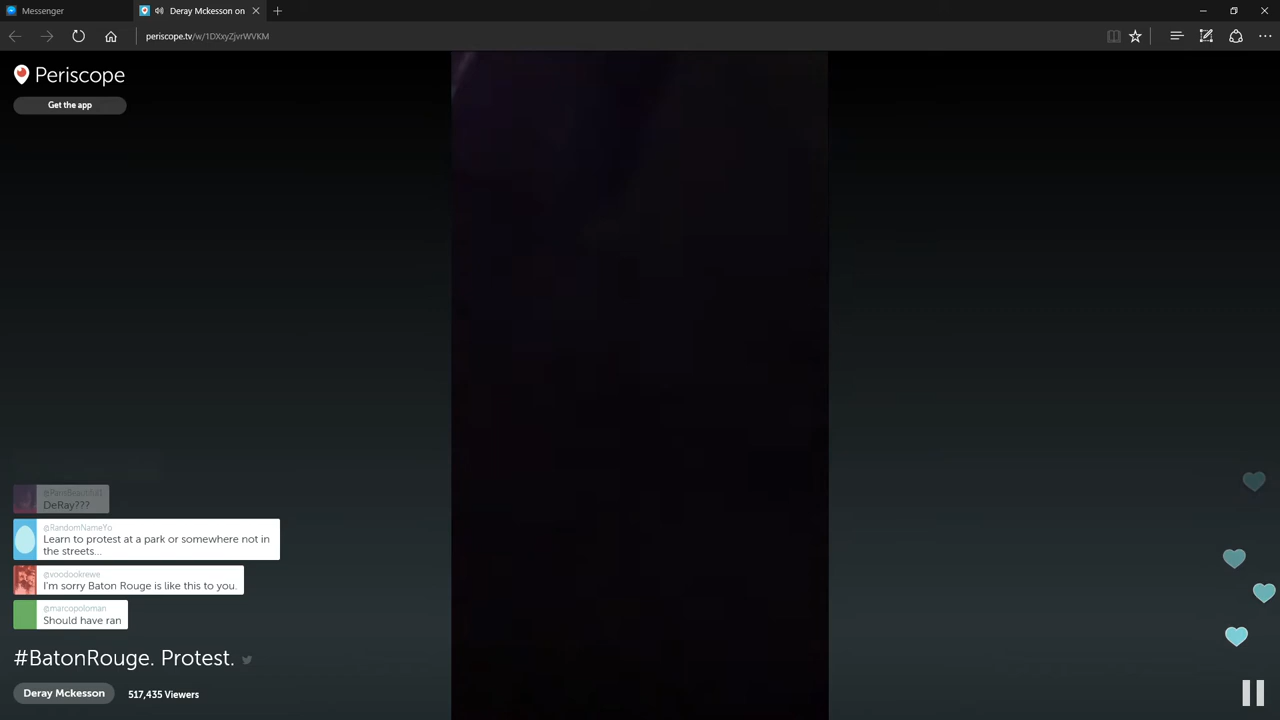 Messenger
Deray Mckesson on
periscope.tv/w/1DXxyZjvrWVKM
Periscope
Get the app
@ParisBeautiful1
DeRay???
@RandomNameYo
Learn to protest at a park or somewhere not in
the streets...
@voodookrewe
I'm sorry Baton Rouge is like this to you.
@marcopoloman
Should have ran
#BatonRouge. Protest.
Deray Mckesson
517,435 Viewers